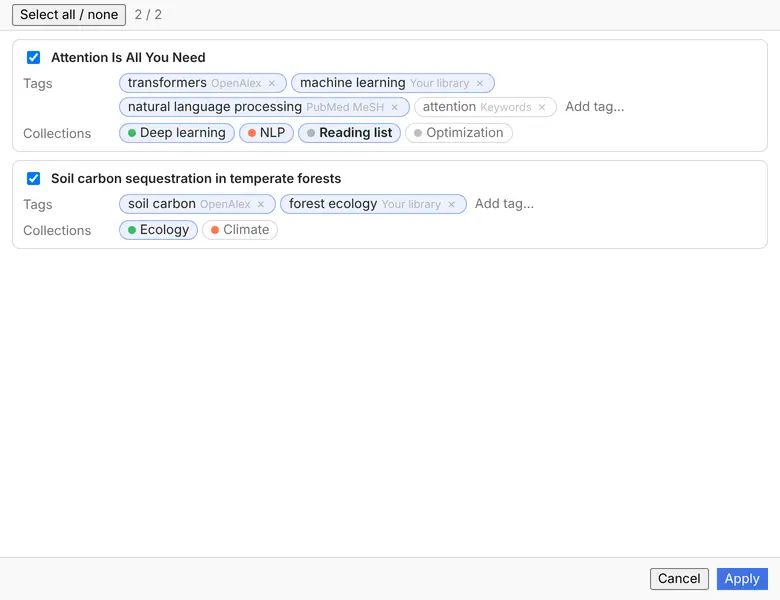 Select all / none 2 / 2
Attention Is All You Need
Tags transformers OpenAlex × machine learning Your library ×
natural language processing PubMed MeSH × attention Keywords × Add tag...
Collections Deep learning NLP Reading list Optimization
Soil carbon sequestration in temperate forests
Tags soil carbon OpenAlex × forest ecology Your library × Add tag...
Collections Ecology Climate
Cancel Apply